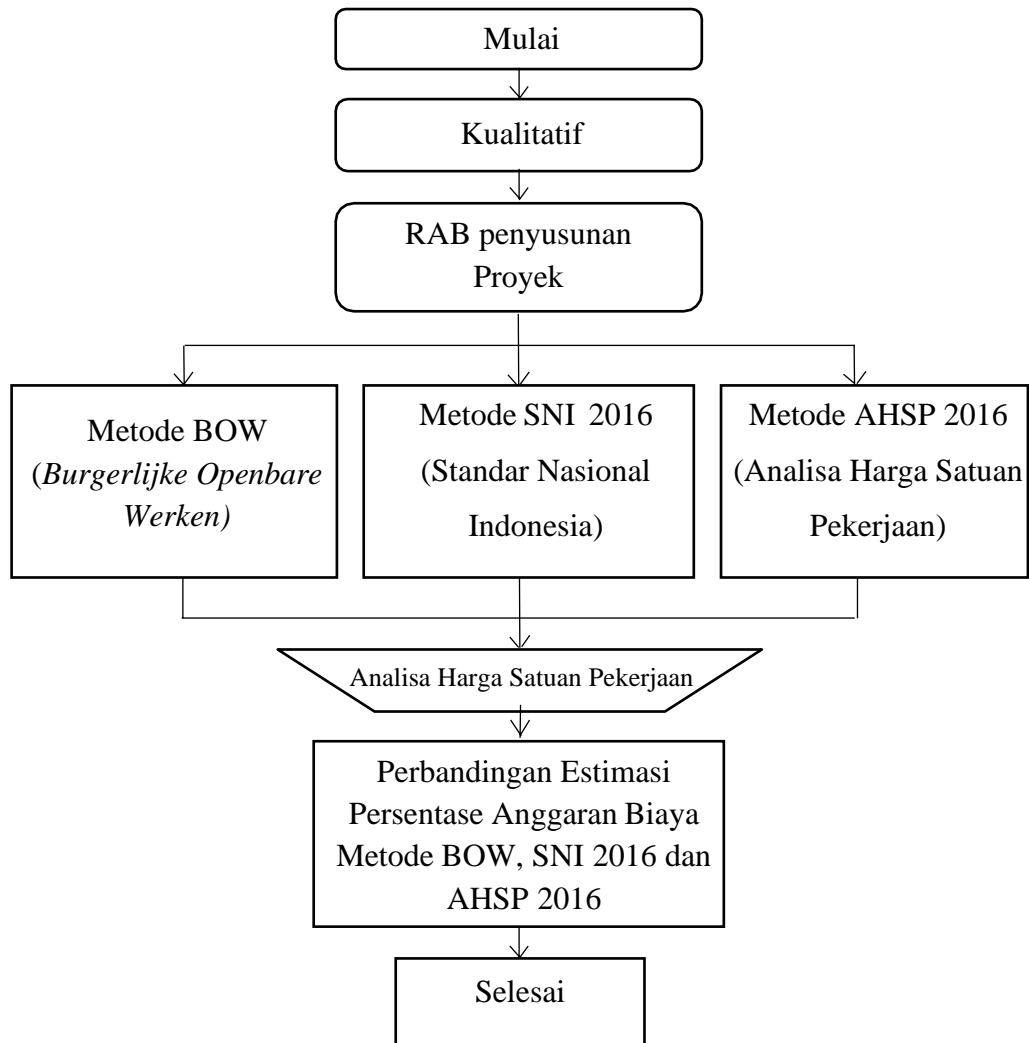 Mulai
Kualitatif
RAB penyusunan
Proyek
Metode BOW
(Burgerlijke Openbare
Werken)
Metode SNI 2016
(Standar Nasional
Indonesia)
Metode AHSP 2016
(Analisa Harga Satuan
Pekerjaan)
Analisa Harga Satuan Pekerjaan
Perbandingan Estimasi
Persentase Anggaran Biaya
Metode BOW, SNI 2016 dan
AHSP 2016
Selesai